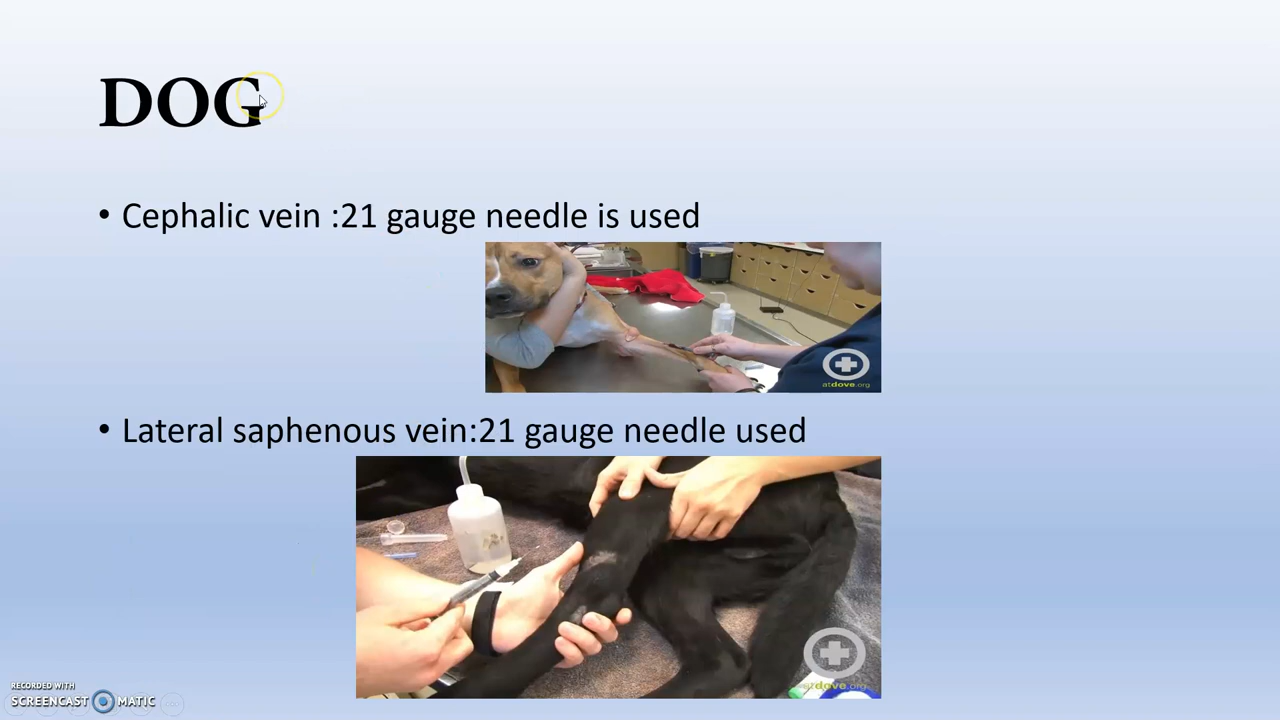 DOG
• Cephalic vein :21 gauge needle is used
atdove.org
• Lateral saphenous vein:21 gauge needle used
atdove.org
RECORDED WITH
SCREENCAST MATIC